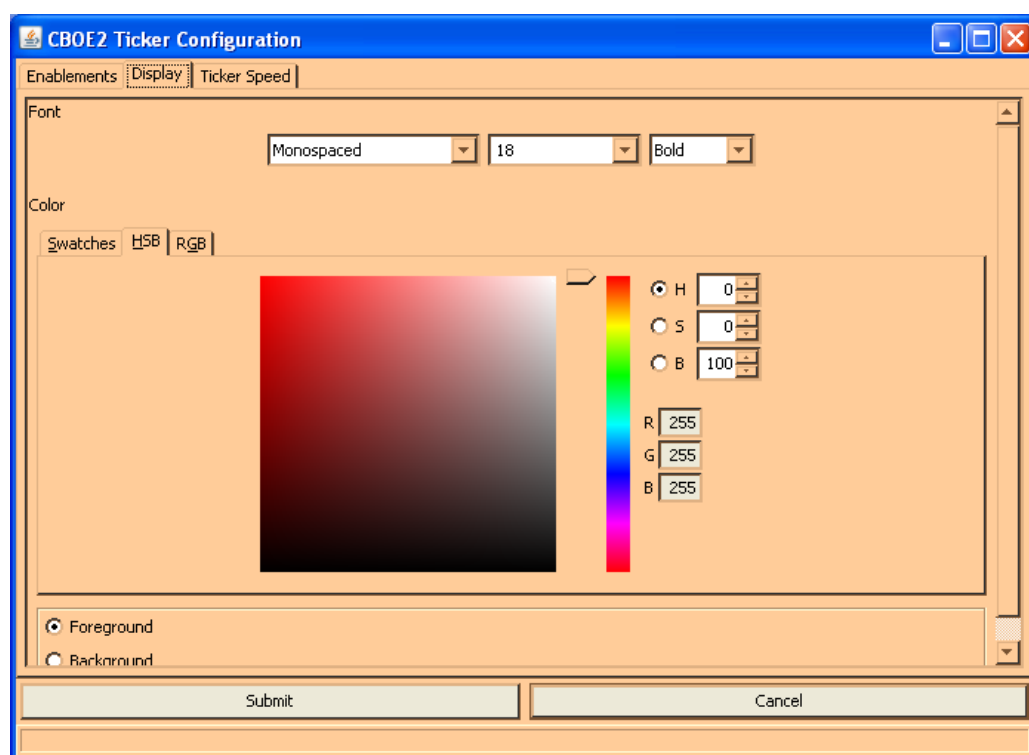 CBOE2 Ticker Configuration
Enablements Display Ticker Speed
Font
Monospaced 18 Bold
Color
Swatches HSB RGB
H 0
S 0
B 100
R 255
G 255
B 255
Foreground
Background
Submit Cancel